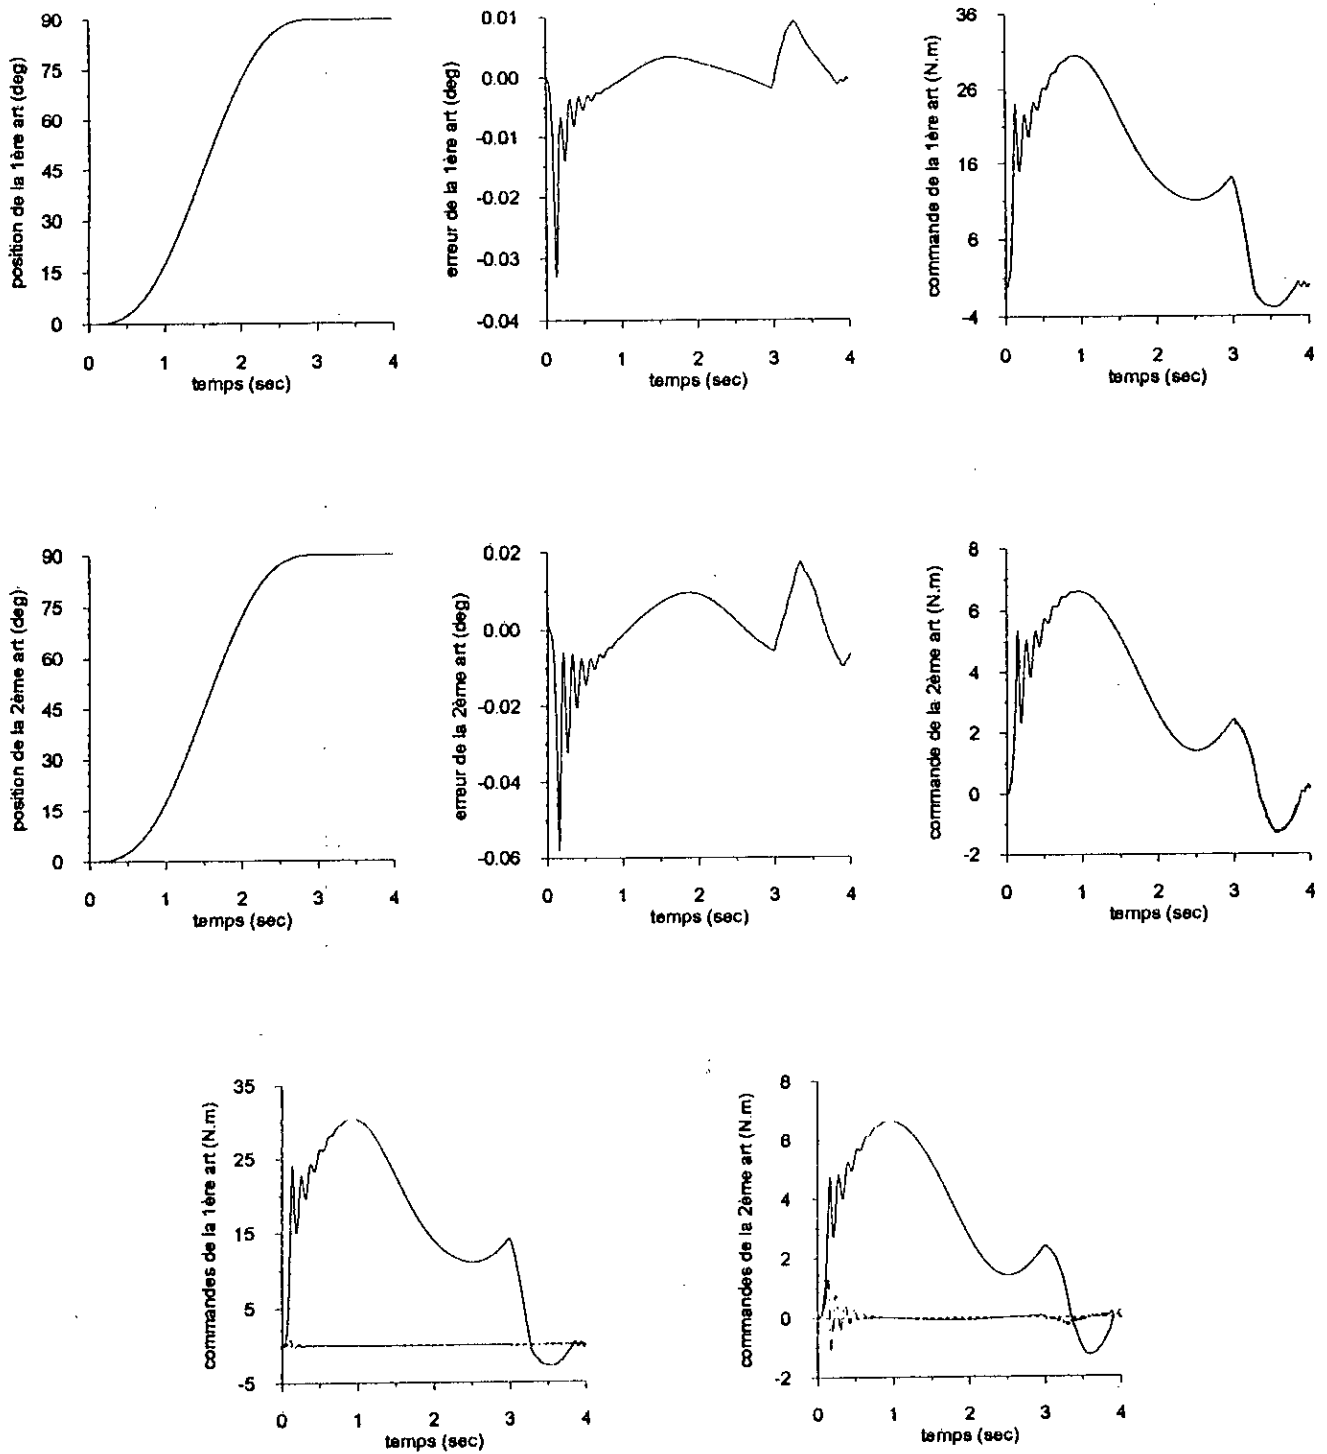 position de la 1ère art (deg)
90
75
60
45
30
15
0
0 1 2 3 4
temps (sec)
erreur de la 1ère art (deg)
0.01
0.00
-0.01
-0.02
-0.03
-0.04
0 1 2 3 4
temps (sec)
commande de la 1ère art (N.m)
36
26
16
6
-4
0 1 2 3 4
temps (sec)
position de la 2ème art (deg)
90
75
60
45
30
15
0
0 1 2 3 4
temps (sec)
erreur de la 2ème art (deg)
0.02
0.00
-0.02
-0.04
-0.06
0 1 2 3 4
temps (sec)
commande de la 2ème art (N.m)
8
6
4
2
0
-2
0 1 2 3 4
temps (sec)
commandes de la 1ère art (N.m)
35
25
15
5
-5
0 1 2 3 4
temps (sec)
commandes de la 2ème art (N.m)
8
6
4
2
0
-2
0 1 2 3 4
temps (sec)